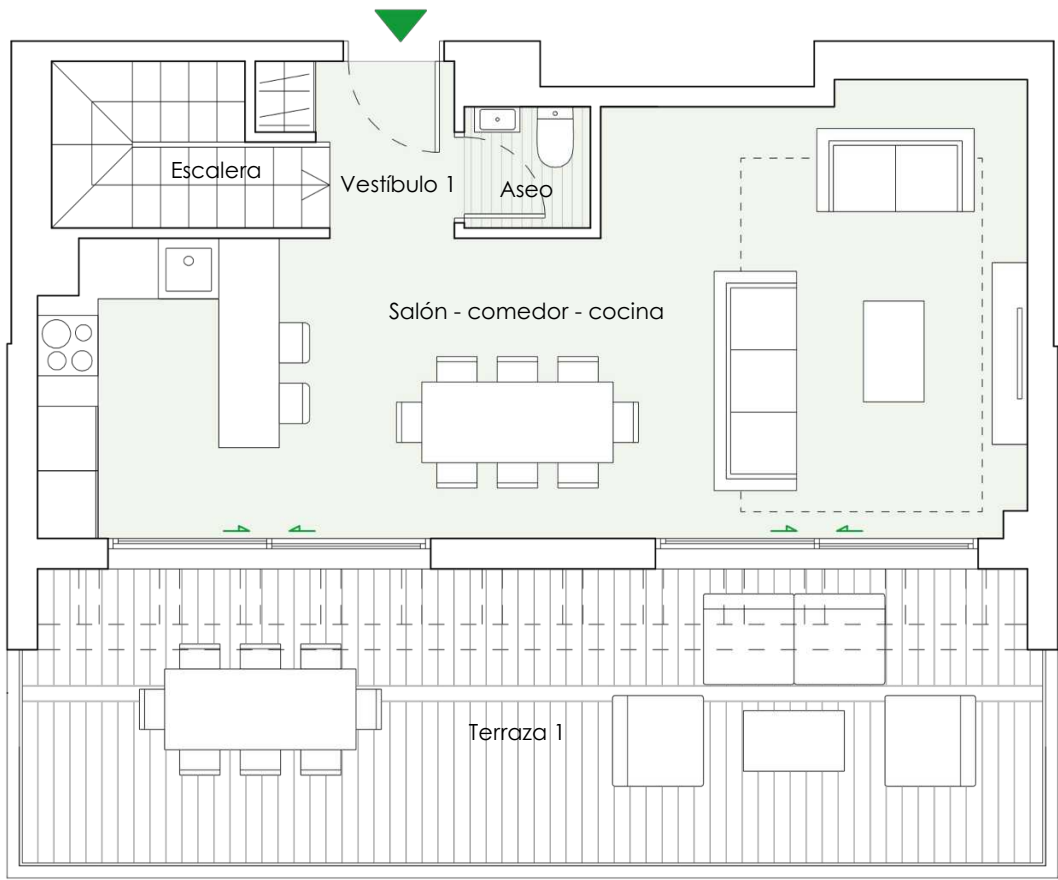 Escalera
Vestíbulo 1
Aseo
Salón - comedor - cocina
Terraza 1